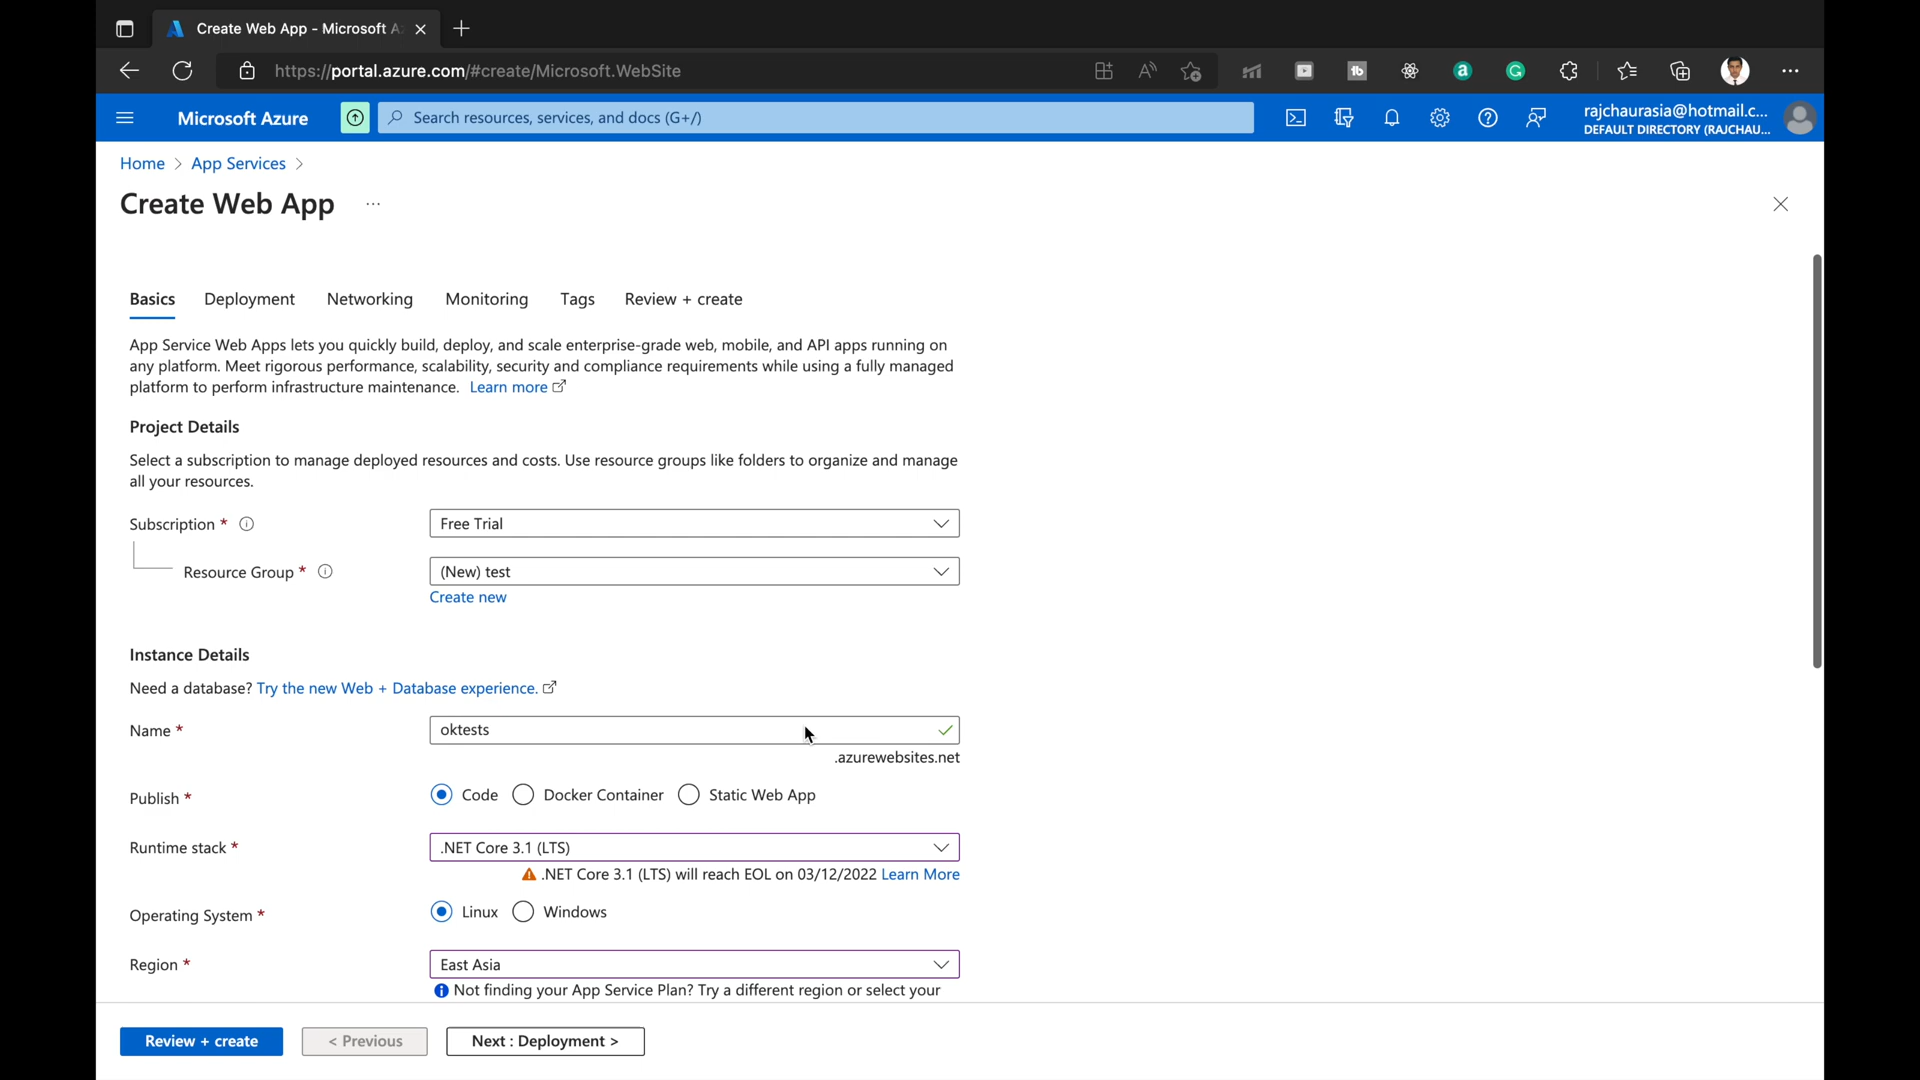 Create Web App - Microsoft A
https://portal.azure.com/#create/Microsoft.WebSite
Microsoft Azure
Search resources, services, and docs (G+/)
rajchaurasia@hotmail.c...
DEFAULT DIRECTORY (RAJCHAU...
Home > App Services >
Create Web App ...
Basics Deployment Networking Monitoring Tags Review + create
App Service Web Apps lets you quickly build, deploy, and scale enterprise-grade web, mobile, and API apps running on
any platform. Meet rigorous performance, scalability, security and compliance requirements while using a fully managed
platform to perform infrastructure maintenance. Learn more
Project Details
Select a subscription to manage deployed resources and costs. Use resource groups like folders to organize and manage
all your resources.
Subscription * Free Trial
Resource Group * (New) test
Create new
Instance Details
Need a database? Try the new Web + Database experience.
Name * oktests
.azurewebsites.net
Publish * Code Docker Container Static Web App
Runtime stack * .NET Core 3.1 (LTS)
.NET Core 3.1 (LTS) will reach EOL on 03/12/2022 Learn More
Operating System * Linux Windows
Region * East Asia
Not finding your App Service Plan? Try a different region or select your
Review + create < Previous Next : Deployment >